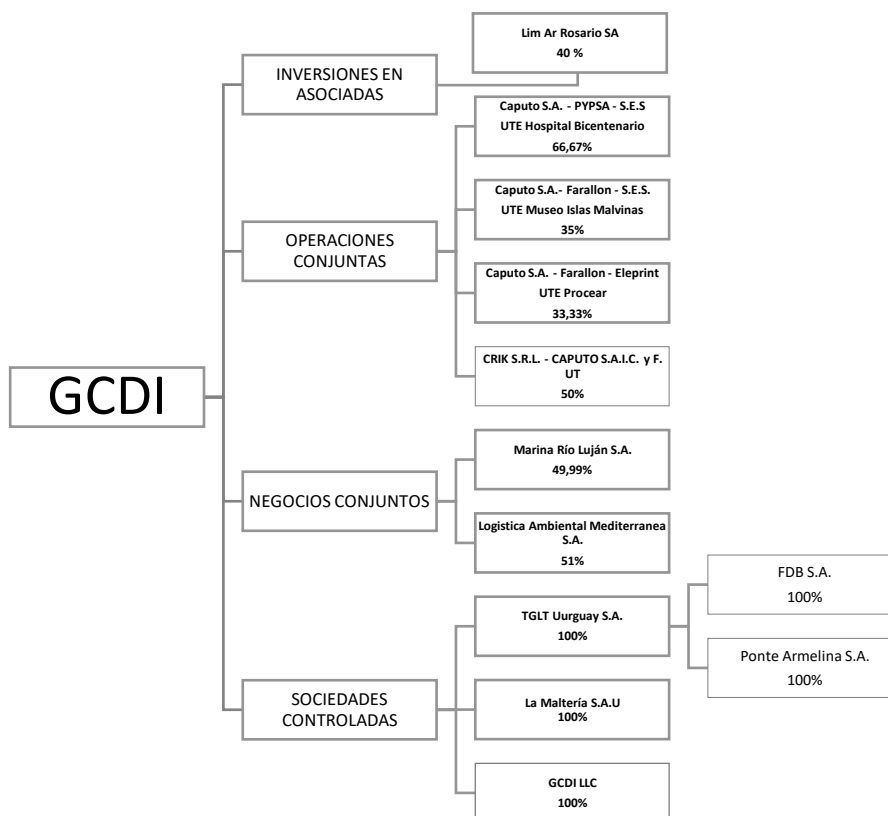 GCDI
INVERSIONES EN
ASOCIADAS
Lim Ar Rosario SA
40 %
OPERACIONES
CONJUNTAS
Caputo S.A. - PYPSA - S.E.S
UTE Hospital Bicentenario
66,67%
Caputo S.A.- Farallon - S.E.S.
UTE Museo Islas Malvinas
35%
Caputo S.A. - Farallon - Eleprint
UTE Procear
33,33%
CRIK S.R.L. - CAPUTO S.A.I.C. y F.
UT
50%
NEGOCIOS CONJUNTOS
Marina Río Luján S.A.
49,99%
Logistica Ambiental Mediterranea
S.A.
51%
SOCIEDADES
CONTROLADAS
TGLT Uurguay S.A.
100%
FDB S.A.
100%
Ponte Armelina S.A.
100%
La Maltería S.A.U
100%
GCDI LLC
100%